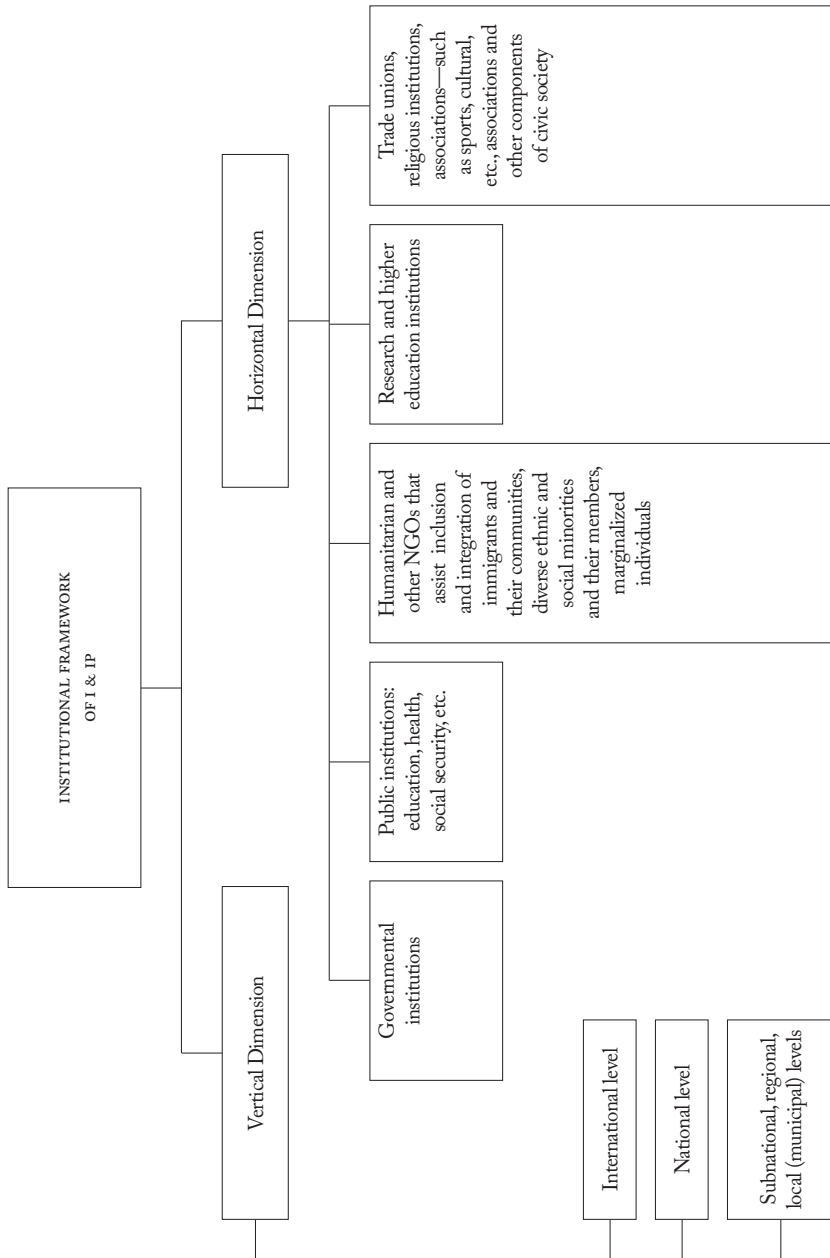 INSTITUTIONAL FRAMEWORK
OF I & IP
Vertical Dimension
Horizontal Dimension
Governmental
institutions
Public institutions:
education, health,
social security, etc.
Humanitarian and
other NGOs that
assist inclusion
and integration of
immigrants and
their communities,
diverse ethnic and
social minorities
and their members,
marginalized
individuals
Research and higher
education institutions
Trade unions,
religious institutions,
associations—such
as sports, cultural,
etc., associations and
other components
of civic society
International level
National level
Subnational, regional,
local (municipal) levels